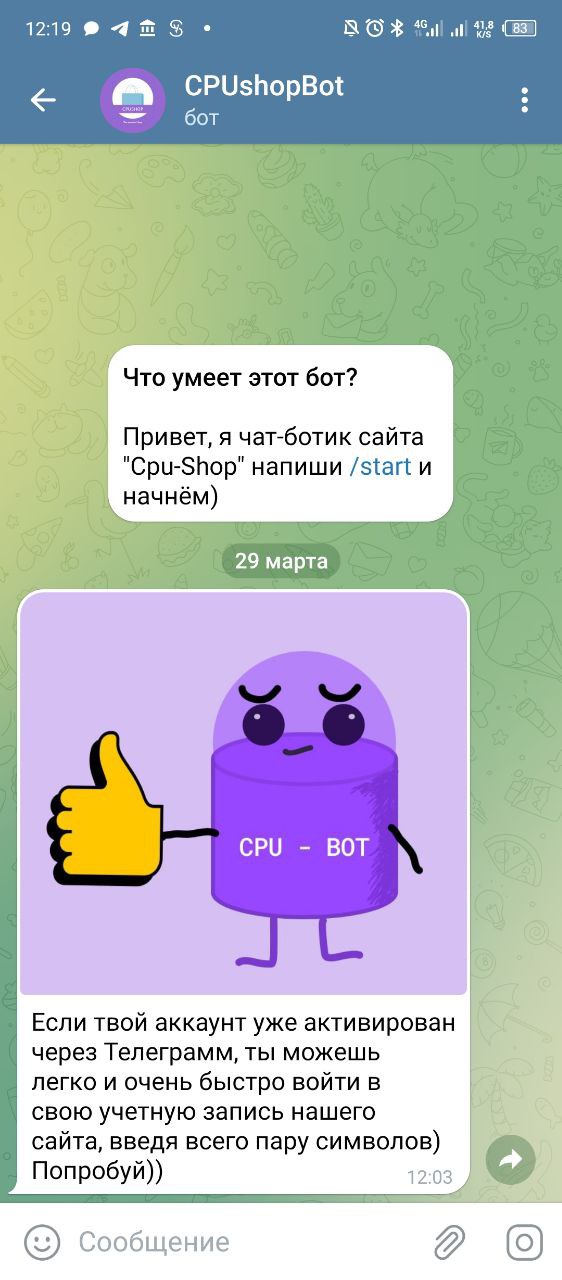 12:19
4G
41,8
K/S
83
CPUshopBot
бот
Что умеет этот бот?
Привет, я чат-ботик сайта
"Cpu-Shop" напиши /start и
начнём)
29 марта
CPU - BOT
Если твой аккаунт уже активирован
через Телеграмм, ты можешь
легко и очень быстро войти в
свою учетную запись нашего
сайта, введя всего пару символов)
Попробуй))
12:03
Сообщение